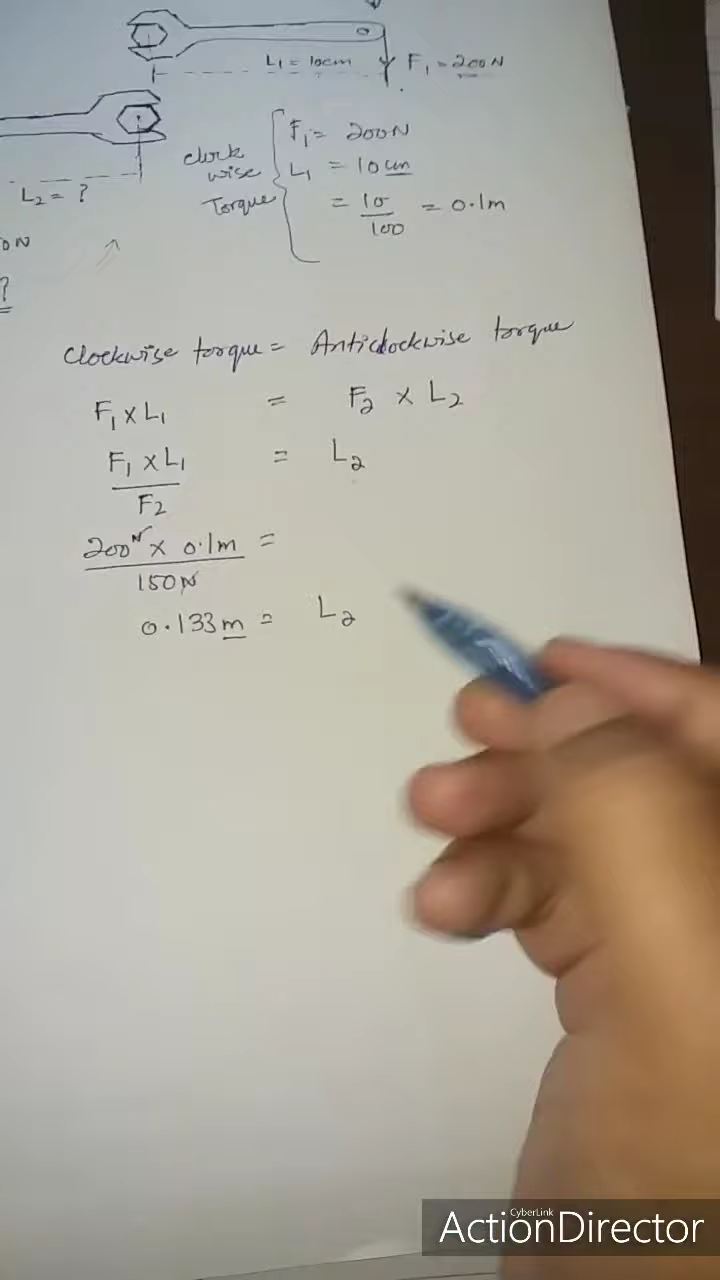 L₁ = 10cm F₁ = 200N
L₂ = ?
0N
?
clock wise Torque
F₁ = 200N
L₁ = 10cm
= 10/100 = 0.1m
Clockwise torque = Anticlockwise torque
F₁ x L₁ = F₂ x L₂
F₁ x L₁ / F₂ = L₂
200N x 0.1m / 150N =
0.133m = L₂
CyberLink
ActionDirector